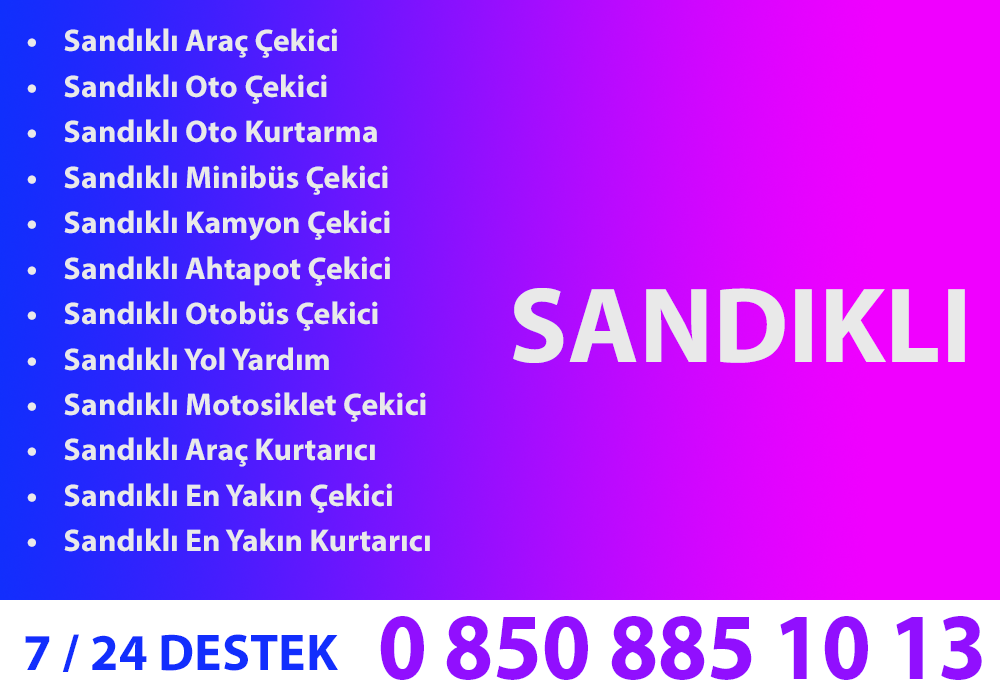 • Sandıklı Araç Çekici
• Sandıklı Oto Çekici
• Sandıklı Oto Kurtarma
• Sandıklı Minibüs Çekici
• Sandıklı Kamyon Çekici
• Sandıklı Ahtapot Çekici
• Sandıklı Otobüs Çekici
• Sandıklı Yol Yardım
• Sandıklı Motosiklet Çekici
• Sandıklı Araç Kurtarıcı
• Sandıklı En Yakın Çekici
• Sandıklı En Yakın Kurtarıcı
SANDIKLI
7 / 24 DESTEK 0 850 885 10 13